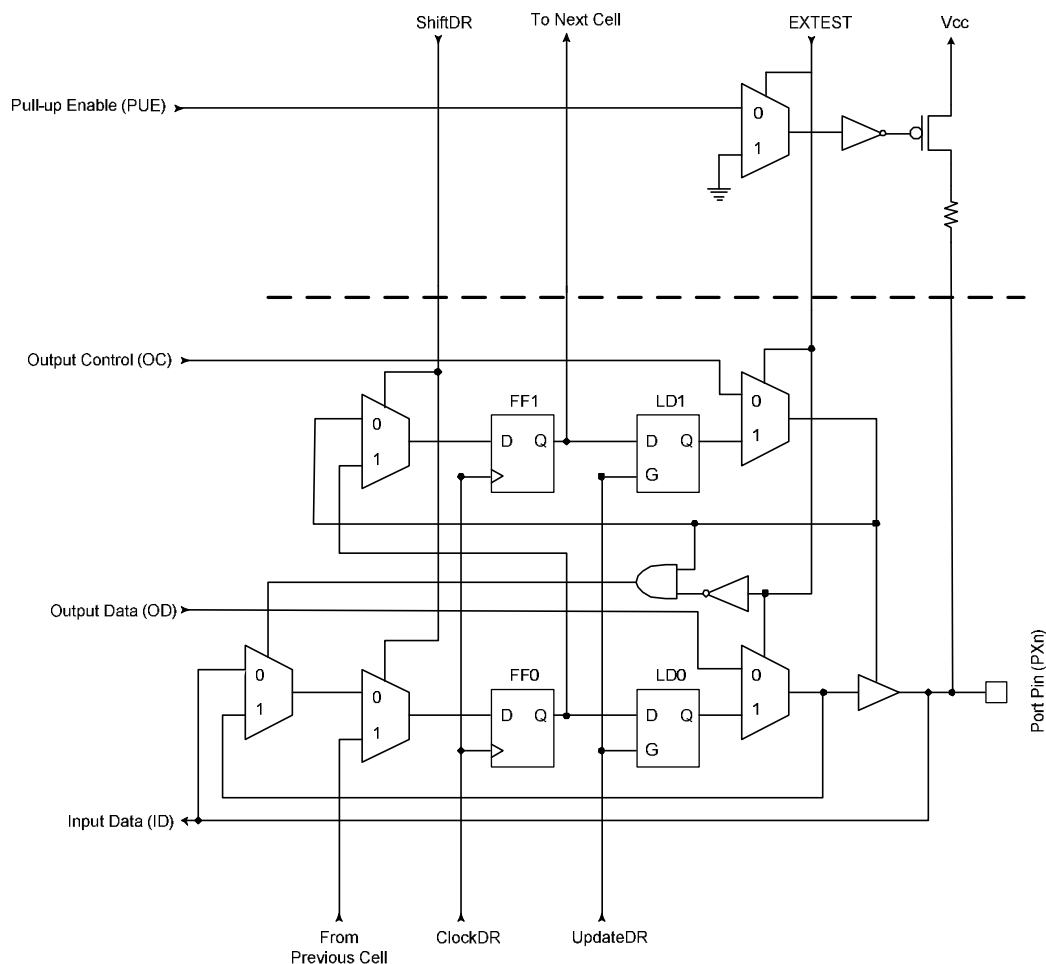 ShiftDR
To Next Cell
EXTEST
Vcc
Pull-up Enable (PUE)
0
1
Output Control (OC)
FF1
LD1
0
0
D Q
D Q
1
1
G
Output Data (OD)
FF0
LD0
0
0
0
D Q
D Q
1
1
1
G
Port Pin (PXn)
Input Data (ID)
From
Previous Cell
ClockDR
UpdateDR